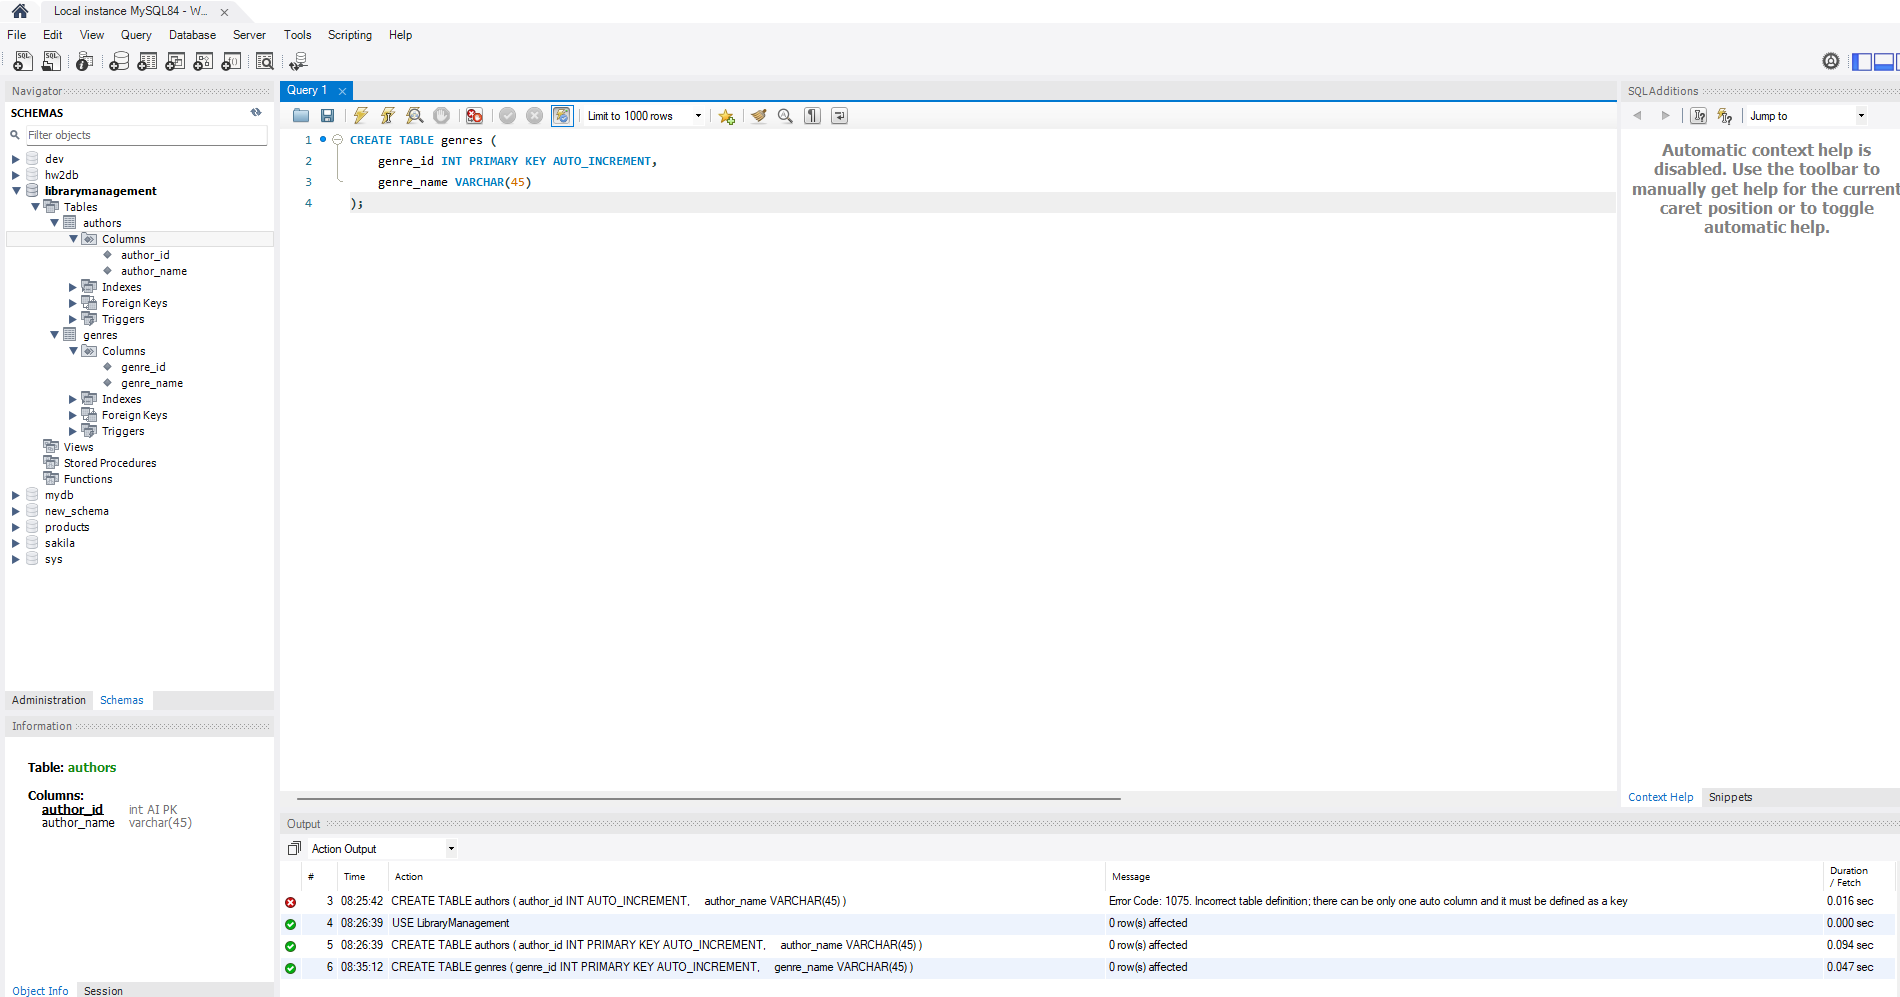 Local instance MySQL84 - W...
File Edit View Query Database Server Tools Scripting Help
Navigator
SCHEMAS
Filter objects
dev
hw2db
librarymanagement
Tables
authors
Columns
author_id
author_name
Indexes
Foreign Keys
Triggers
genres
Columns
genre_id
genre_name
Indexes
Foreign Keys
Triggers
Views
Stored Procedures
Functions
mydb
new_schema
products
sakila
sys
Administration Schemas
Information
Table: authors
Columns:
author_id int AI PK
author_name varchar(45)
Object Info Session
Query 1
Limit to 1000 rows
1 CREATE TABLE genres (
2 genre_id INT PRIMARY KEY AUTO_INCREMENT,
3 genre_name VARCHAR(45)
4 );
SQLAdditions
Jump to
Automatic context help is
disabled. Use the toolbar to
manually get help for the current
caret position or to toggle
automatic help.
Context Help Snippets
Output
Action Output
# Time Action Message Duration / Fetch
3 08:25:42 CREATE TABLE authors ( author_id INT AUTO_INCREMENT, author_name VARCHAR(45) ) Error Code: 1075. Incorrect table definition; there can be only one auto column and it must be defined as a key 0.016 sec
4 08:26:39 USE LibraryManagement 0 row(s) affected 0.000 sec
5 08:26:39 CREATE TABLE authors ( author_id INT PRIMARY KEY AUTO_INCREMENT, author_name VARCHAR(45) ) 0 row(s) affected 0.094 sec
6 08:35:12 CREATE TABLE genres ( genre_id INT PRIMARY KEY AUTO_INCREMENT, genre_name VARCHAR(45) ) 0 row(s) affected 0.047 sec